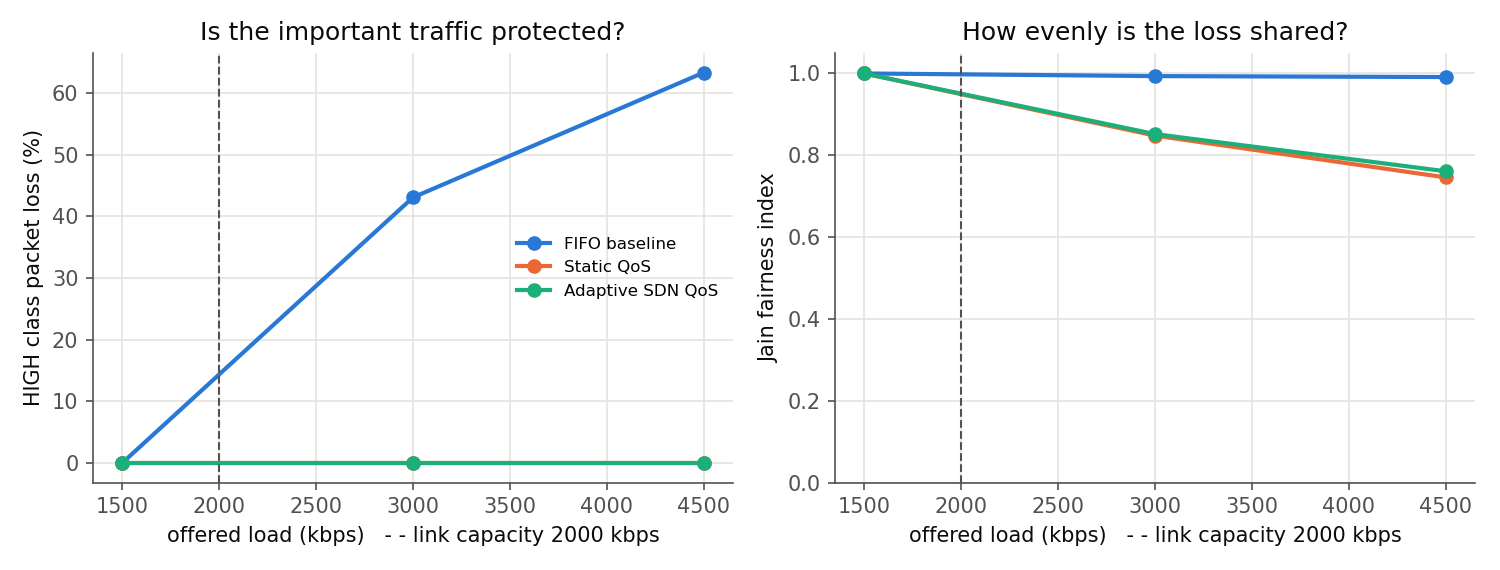 Is the important traffic protected?
HIGH class packet loss (%)
60
50
40
30
20
10
0
FIFO baseline
Static QoS
Adaptive SDN QoS
1500 2000 2500 3000 3500 4000 4500
offered load (kbps) - - link capacity 2000 kbps
How evenly is the loss shared?
Jain fairness index
1.0
0.8
0.6
0.4
0.2
0.0
1500 2000 2500 3000 3500 4000 4500
offered load (kbps) - - link capacity 2000 kbps